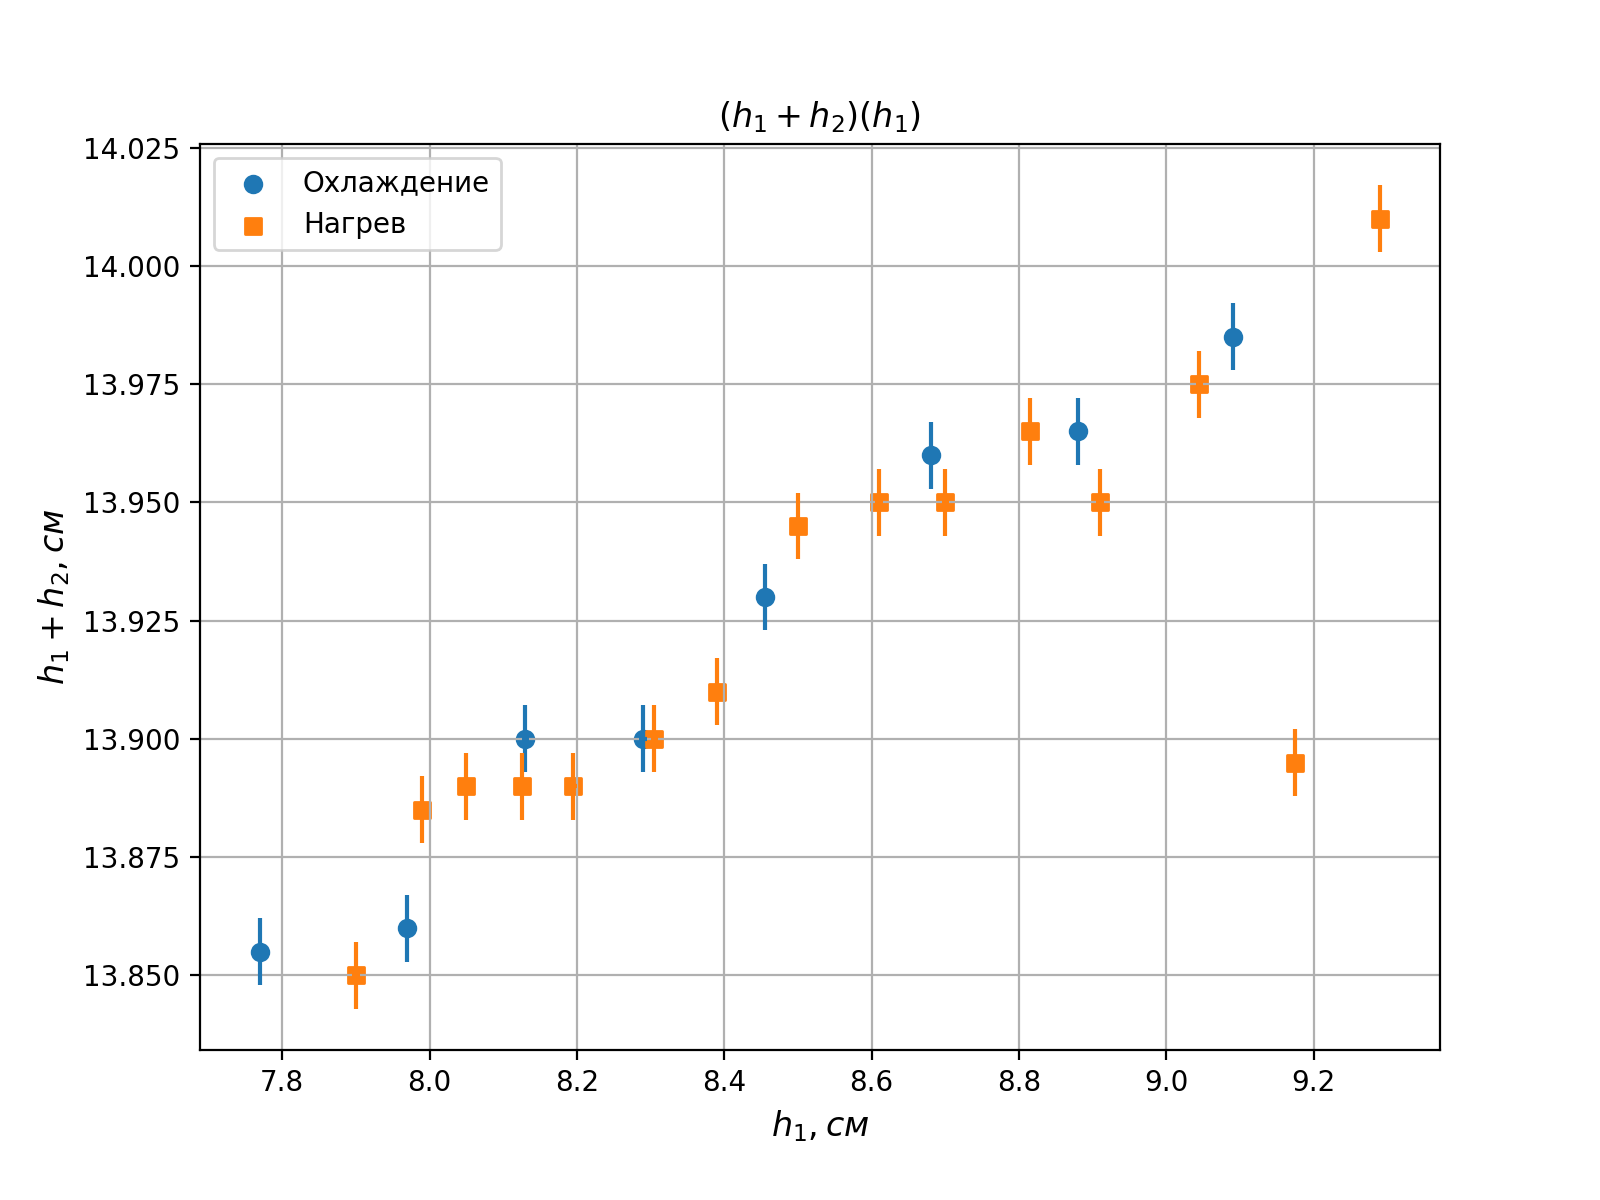 (h₁ + h₂)(h₁)
14.025
14.000
13.975
13.950
13.925
13.900
13.875
13.850
h₁ + h₂, см
Охлаждение
Нагрев
7.8 8.0 8.2 8.4 8.6 8.8 9.0 9.2
h₁, см